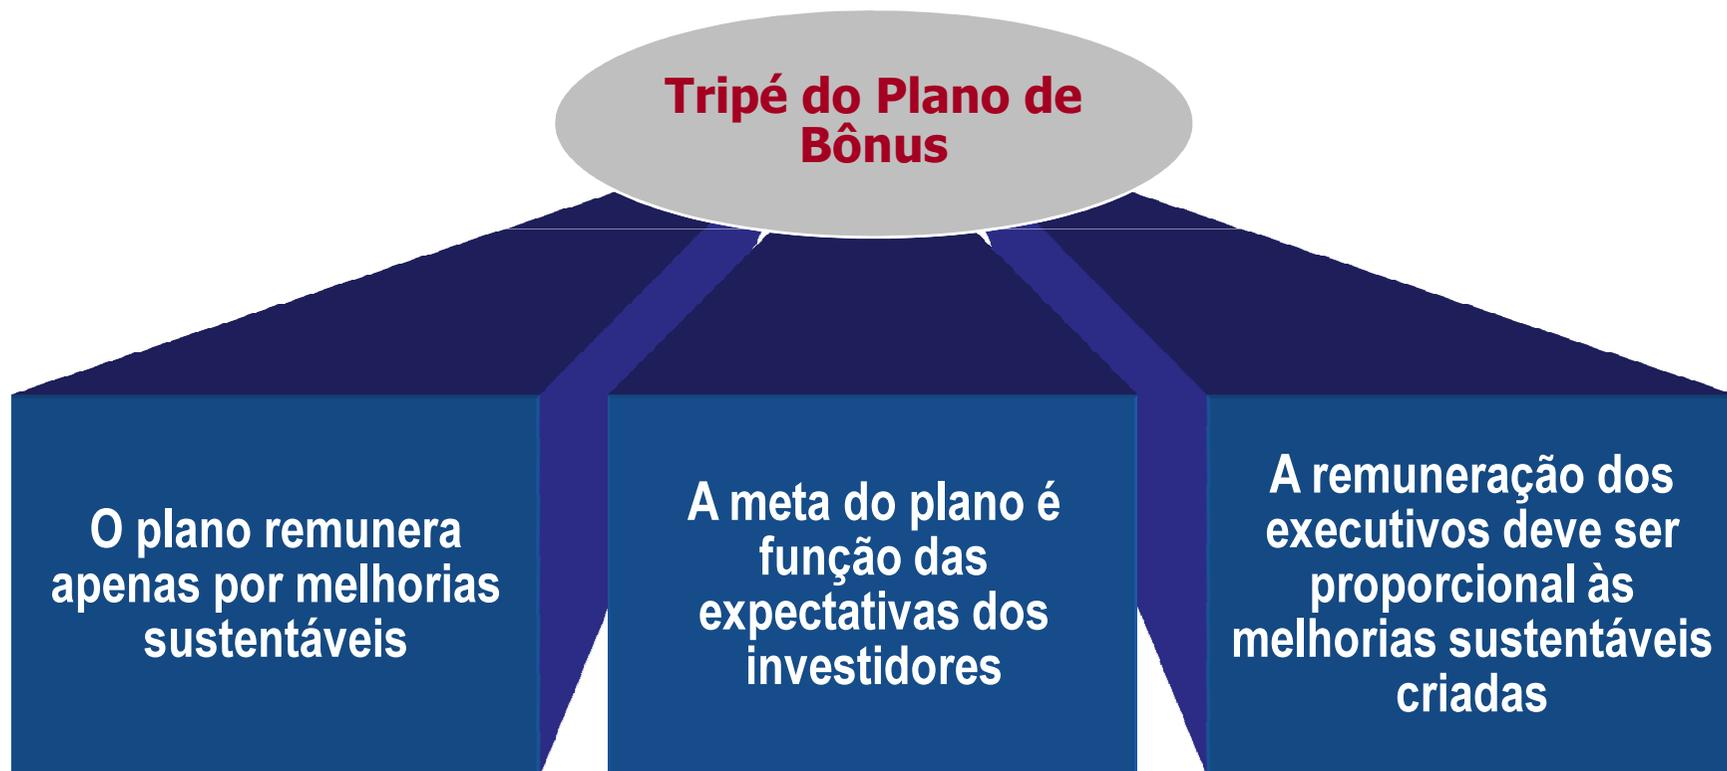 Tripé do Plano de
Bônus
O plano remunera
apenas por melhorias
sustentáveis
A meta do plano é
função das
expectativas dos
investidores
A remuneração dos
executivos deve ser
proporcional às
melhorias sustentáveis
criadas